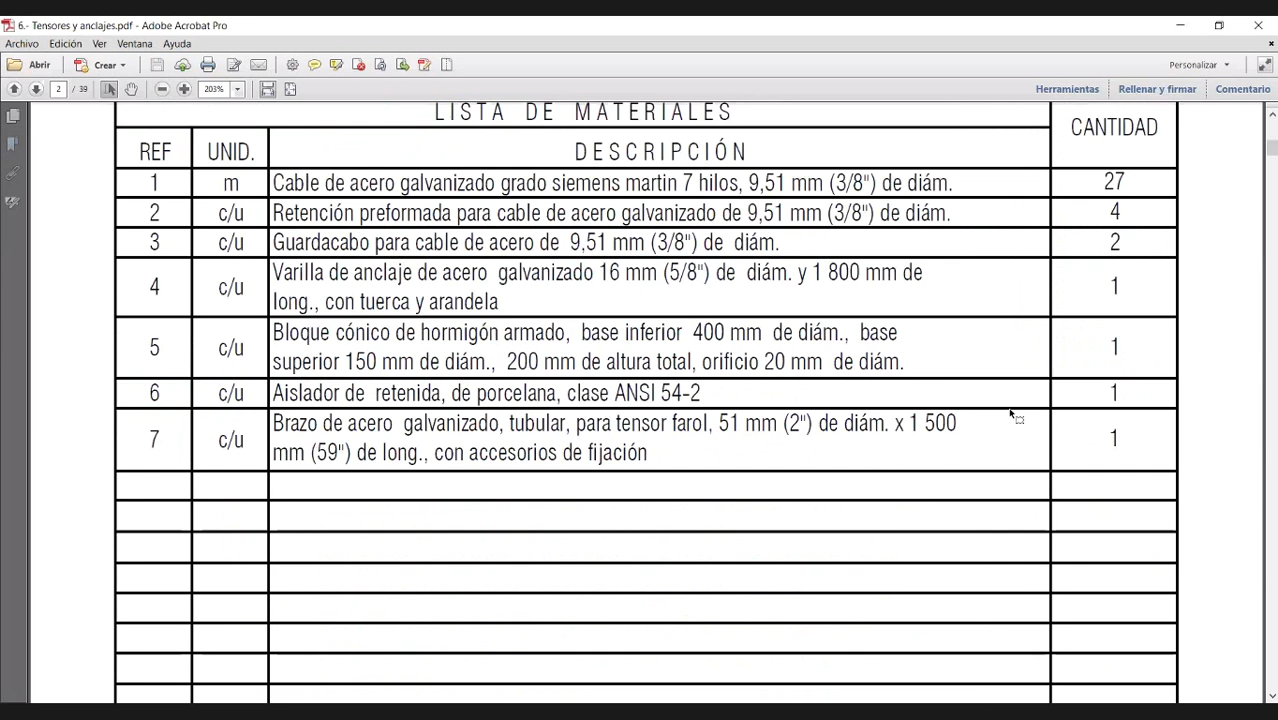 6.- Tensores y anclajes.pdf - Adobe Acrobat Pro
Archivo Edición Ver Ventana Ayuda
Abrir Crear Personalizar
2 / 39 203% Herramientas Rellenar y firmar Comentario
LISTA DE MATERIALES
CANTIDAD
REF UNID. DESCRIPCIÓN
1 m Cable de acero galvanizado grado siemens martin 7 hilos, 9,51 mm (3/8") de diám. 27
2 c/u Retención preformada para cable de acero galvanizado de 9,51 mm (3/8") de diám. 4
3 c/u Guardacabo para cable de acero de 9,51 mm (3/8") de diám. 2
4 c/u Varilla de anclaje de acero galvanizado 16 mm (5/8") de diám. y 1 800 mm de 1
long., con tuerca y arandela
5 c/u Bloque cónico de hormigón armado, base inferior 400 mm de diám., base 1
superior 150 mm de diám., 200 mm de altura total, orificio 20 mm de diám.
6 c/u Aislador de retenida, de porcelana, clase ANSI 54-2 1
7 c/u Brazo de acero galvanizado, tubular, para tensor farol, 51 mm (2") de diám. x 1 500 1
mm (59") de long., con accesorios de fijación